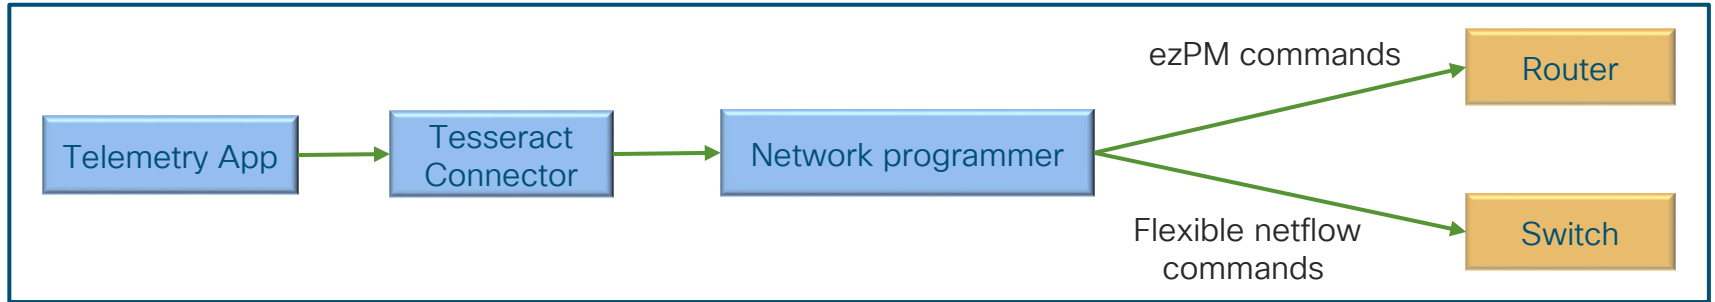 Telemetry App
Tesseract
Connector
Network programmer
ezPM commands
Flexible netflow
commands
Router
Switch